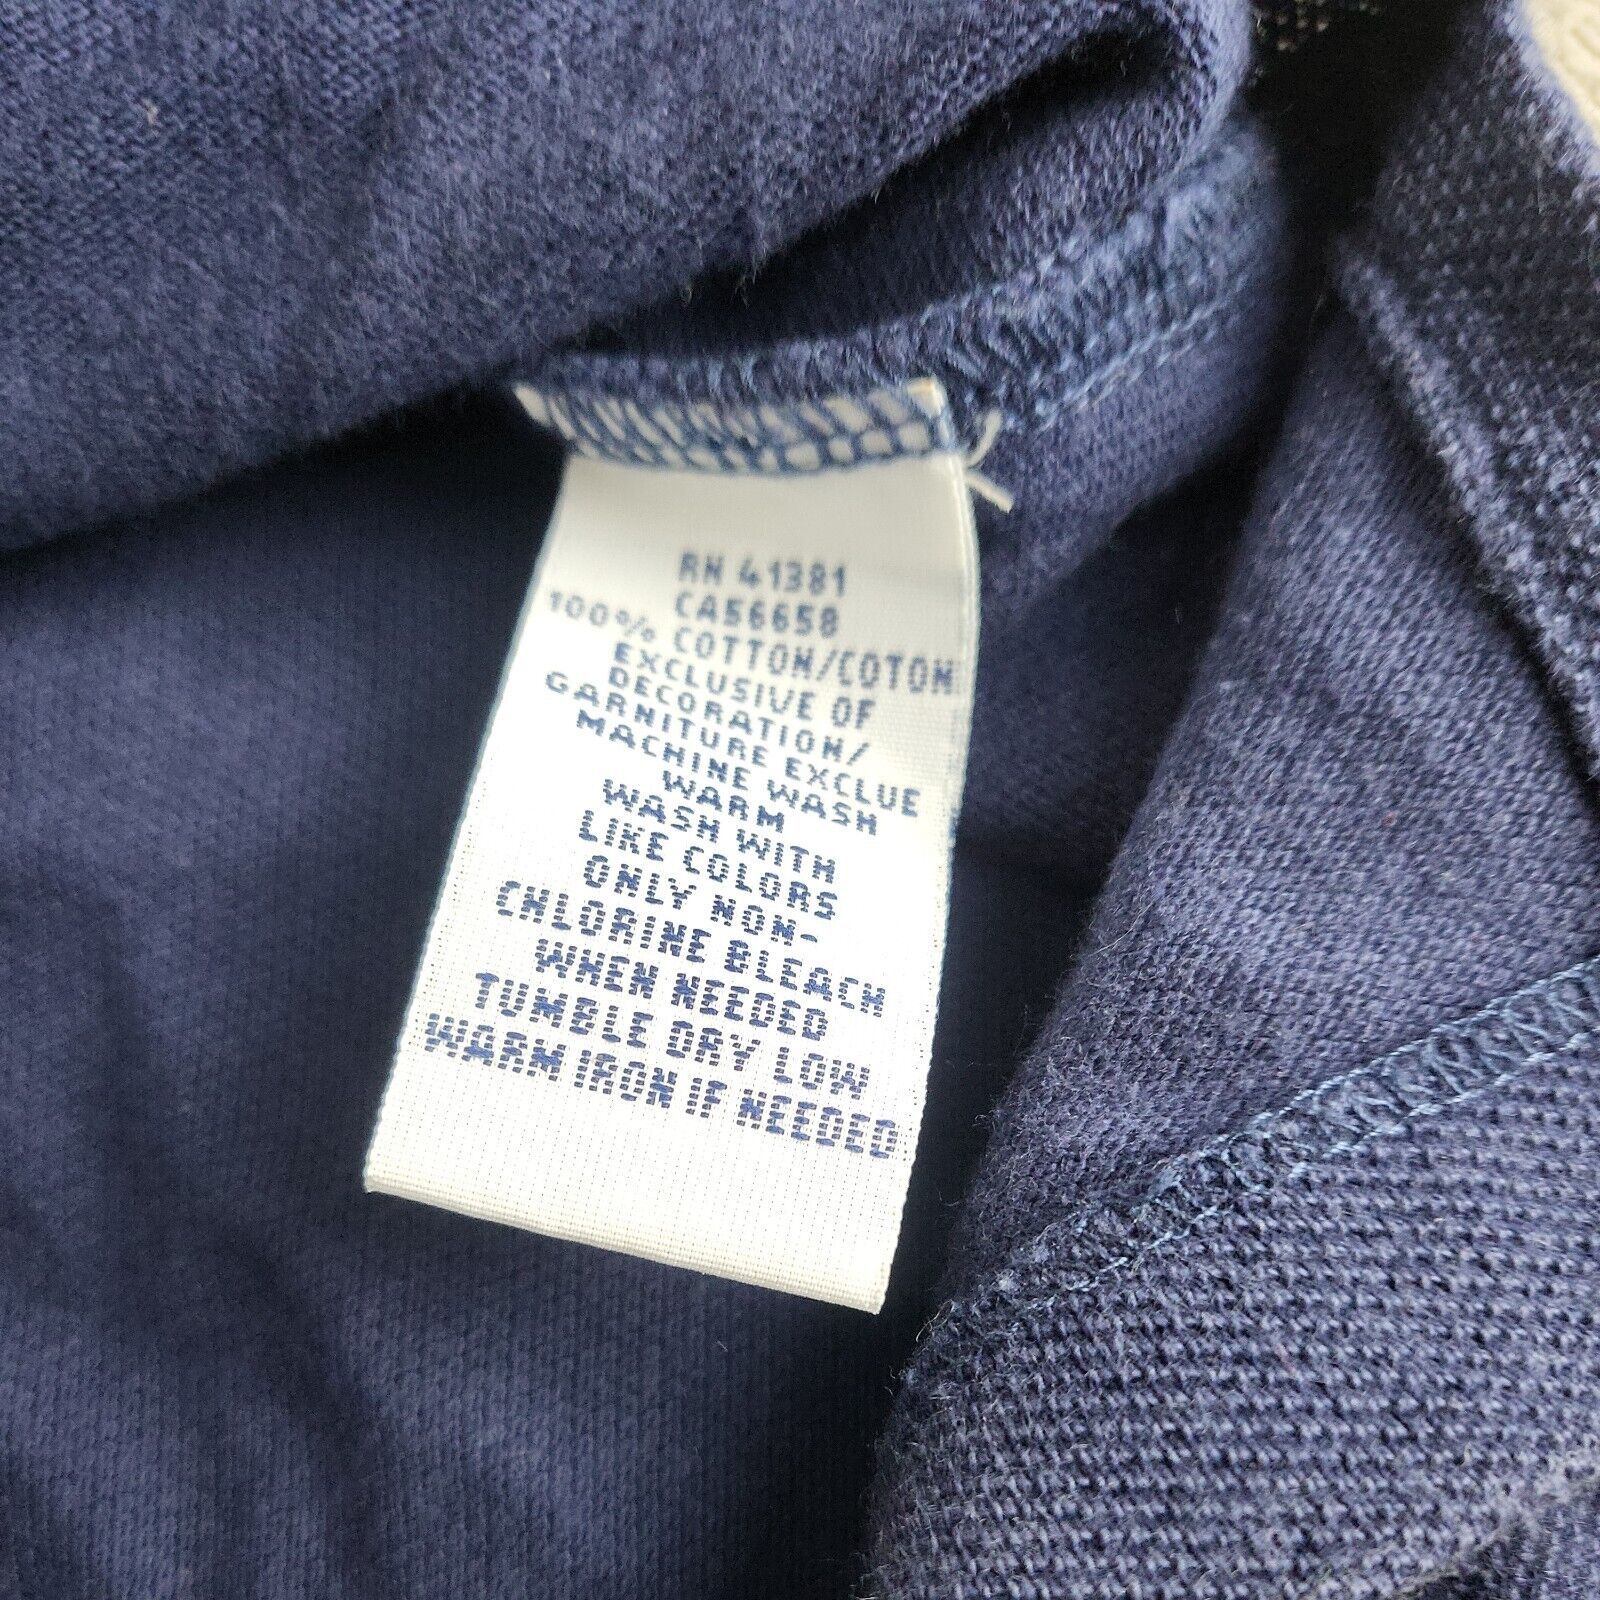 RN 41381
CA56658
100% COTTON/COTON
EXCLUSIVE OF
DECORATION/
GARNITURE EXCLUE
MACHINE WASH
WARM
WASH WITH
LIKE COLORS
ONLY, NON-
CHLORINE BLEACH
WHEN NEEDED
TUMBLE DRY LOW
WARM IRON IF NEEDED